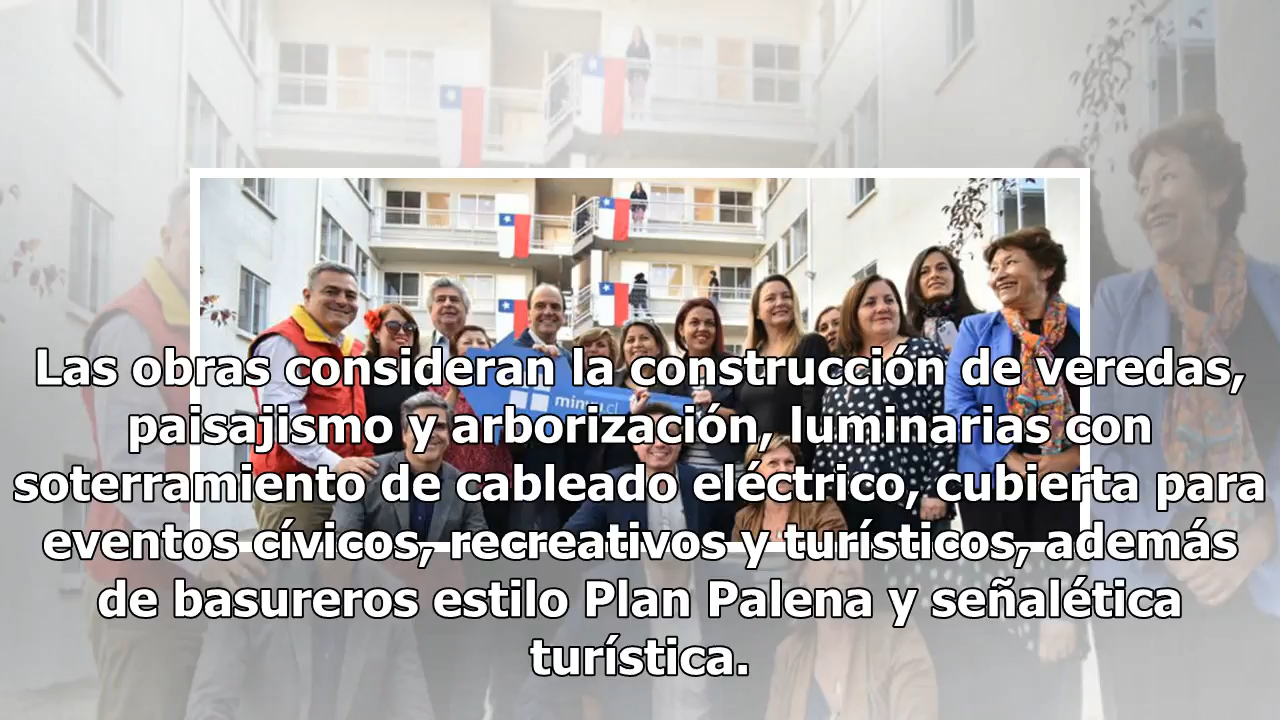 Las obras consideran la construcción de veredas,
paisajismo y arborización, luminarias con
soterramiento de cableado eléctrico, cubierta para
eventos cívicos, recreativos y turísticos, además
de basureros estilo Plan Palena y señalética
turística.